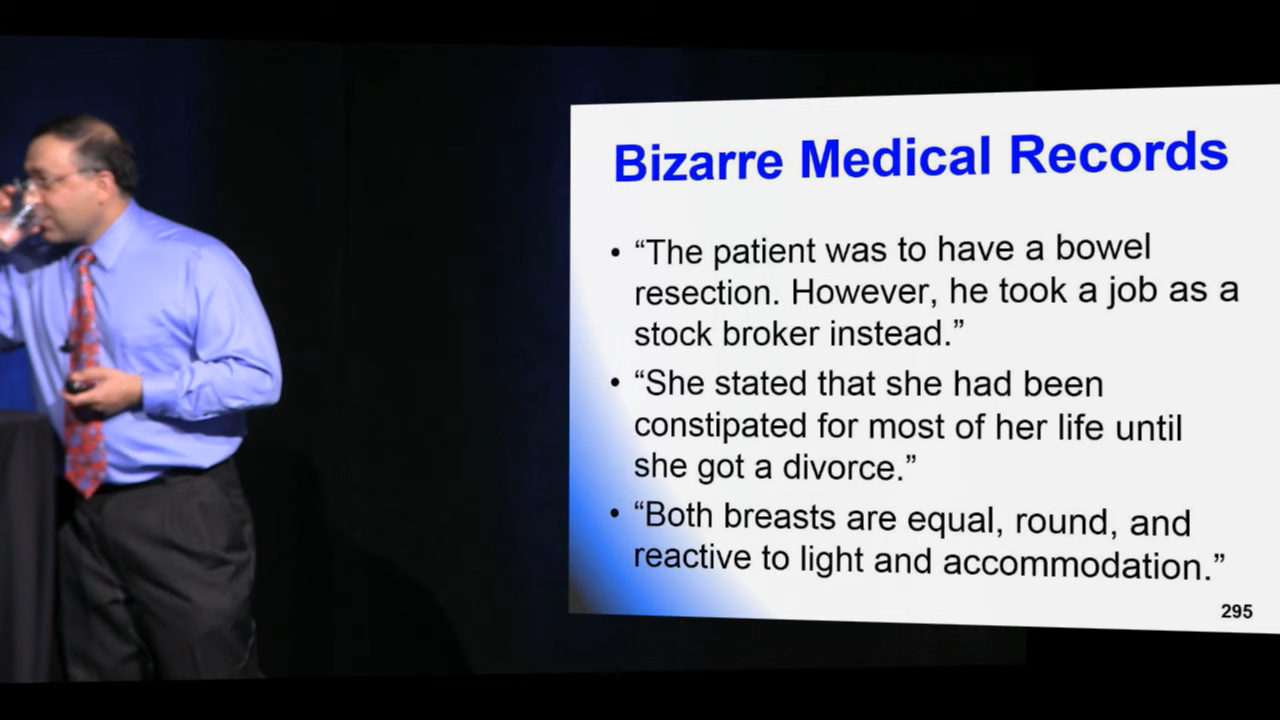 Bizarre Medical Records
• “The patient was to have a bowel
resection. However, he took a job as a
stock broker instead.”
• “She stated that she had been
constipated for most of her life until
she got a divorce.”
• “Both breasts are equal, round, and
reactive to light and accommodation.”
295